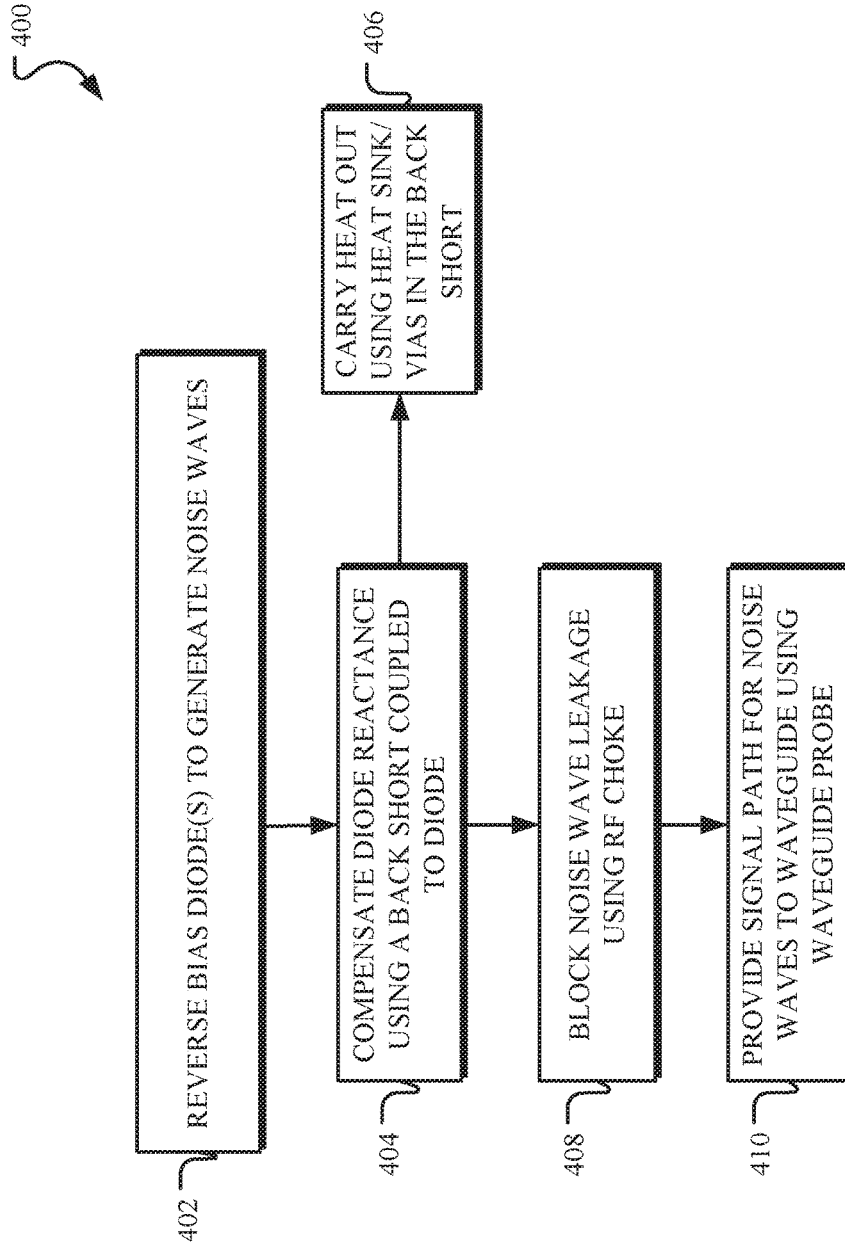 400
REVERSE BIAS DIODE(S) TO GENERATE NOISE WAVES
402
COMPENSATE DIODE REACTANCE
USING A BACK SHORT COUPLED
TO DIODE
404
CARRY HEAT OUT
USING HEAT SINK/
VIAS IN THE BACK
SHORT
406
BLOCK NOISE WAVE LEAKAGE
USING RF CHOKE
408
PROVIDE SIGNAL PATH FOR NOISE
WAVES TO WAVEGUIDE USING
WAVEGUIDE PROBE
410